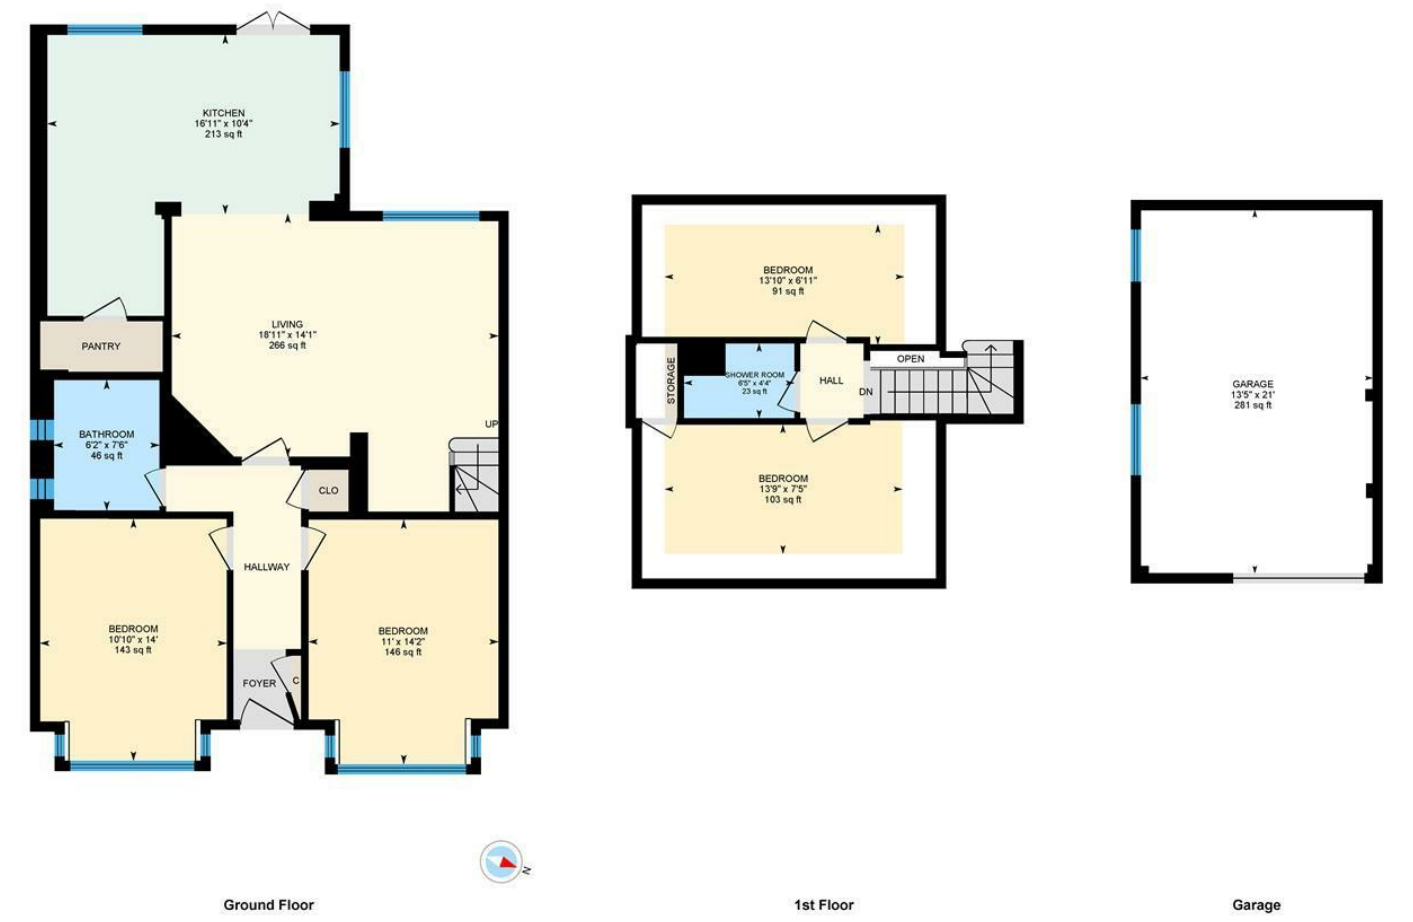 KITCHEN
16'11" x 10'4"
213 sq ft
LIVING
18'11" x 14'1"
266 sq ft
PANTRY
UP
BATHROOM
6'2" x 7'6"
46 sq ft
CLO
HALLWAY
BEDROOM
10'10" x 14'
143 sq ft
BEDROOM
11' x 14'2"
146 sq ft
FOYER
C
N
Ground Floor
BEDROOM
13'10" x 6'11"
91 sq ft
STORAGE
SHOWER ROOM
6'5" x 4'4"
23 sq ft
HALL
OPEN
DN
BEDROOM
13'9" x 7'5"
103 sq ft
1st Floor
GARAGE
13'5" x 21'
281 sq ft
Garage